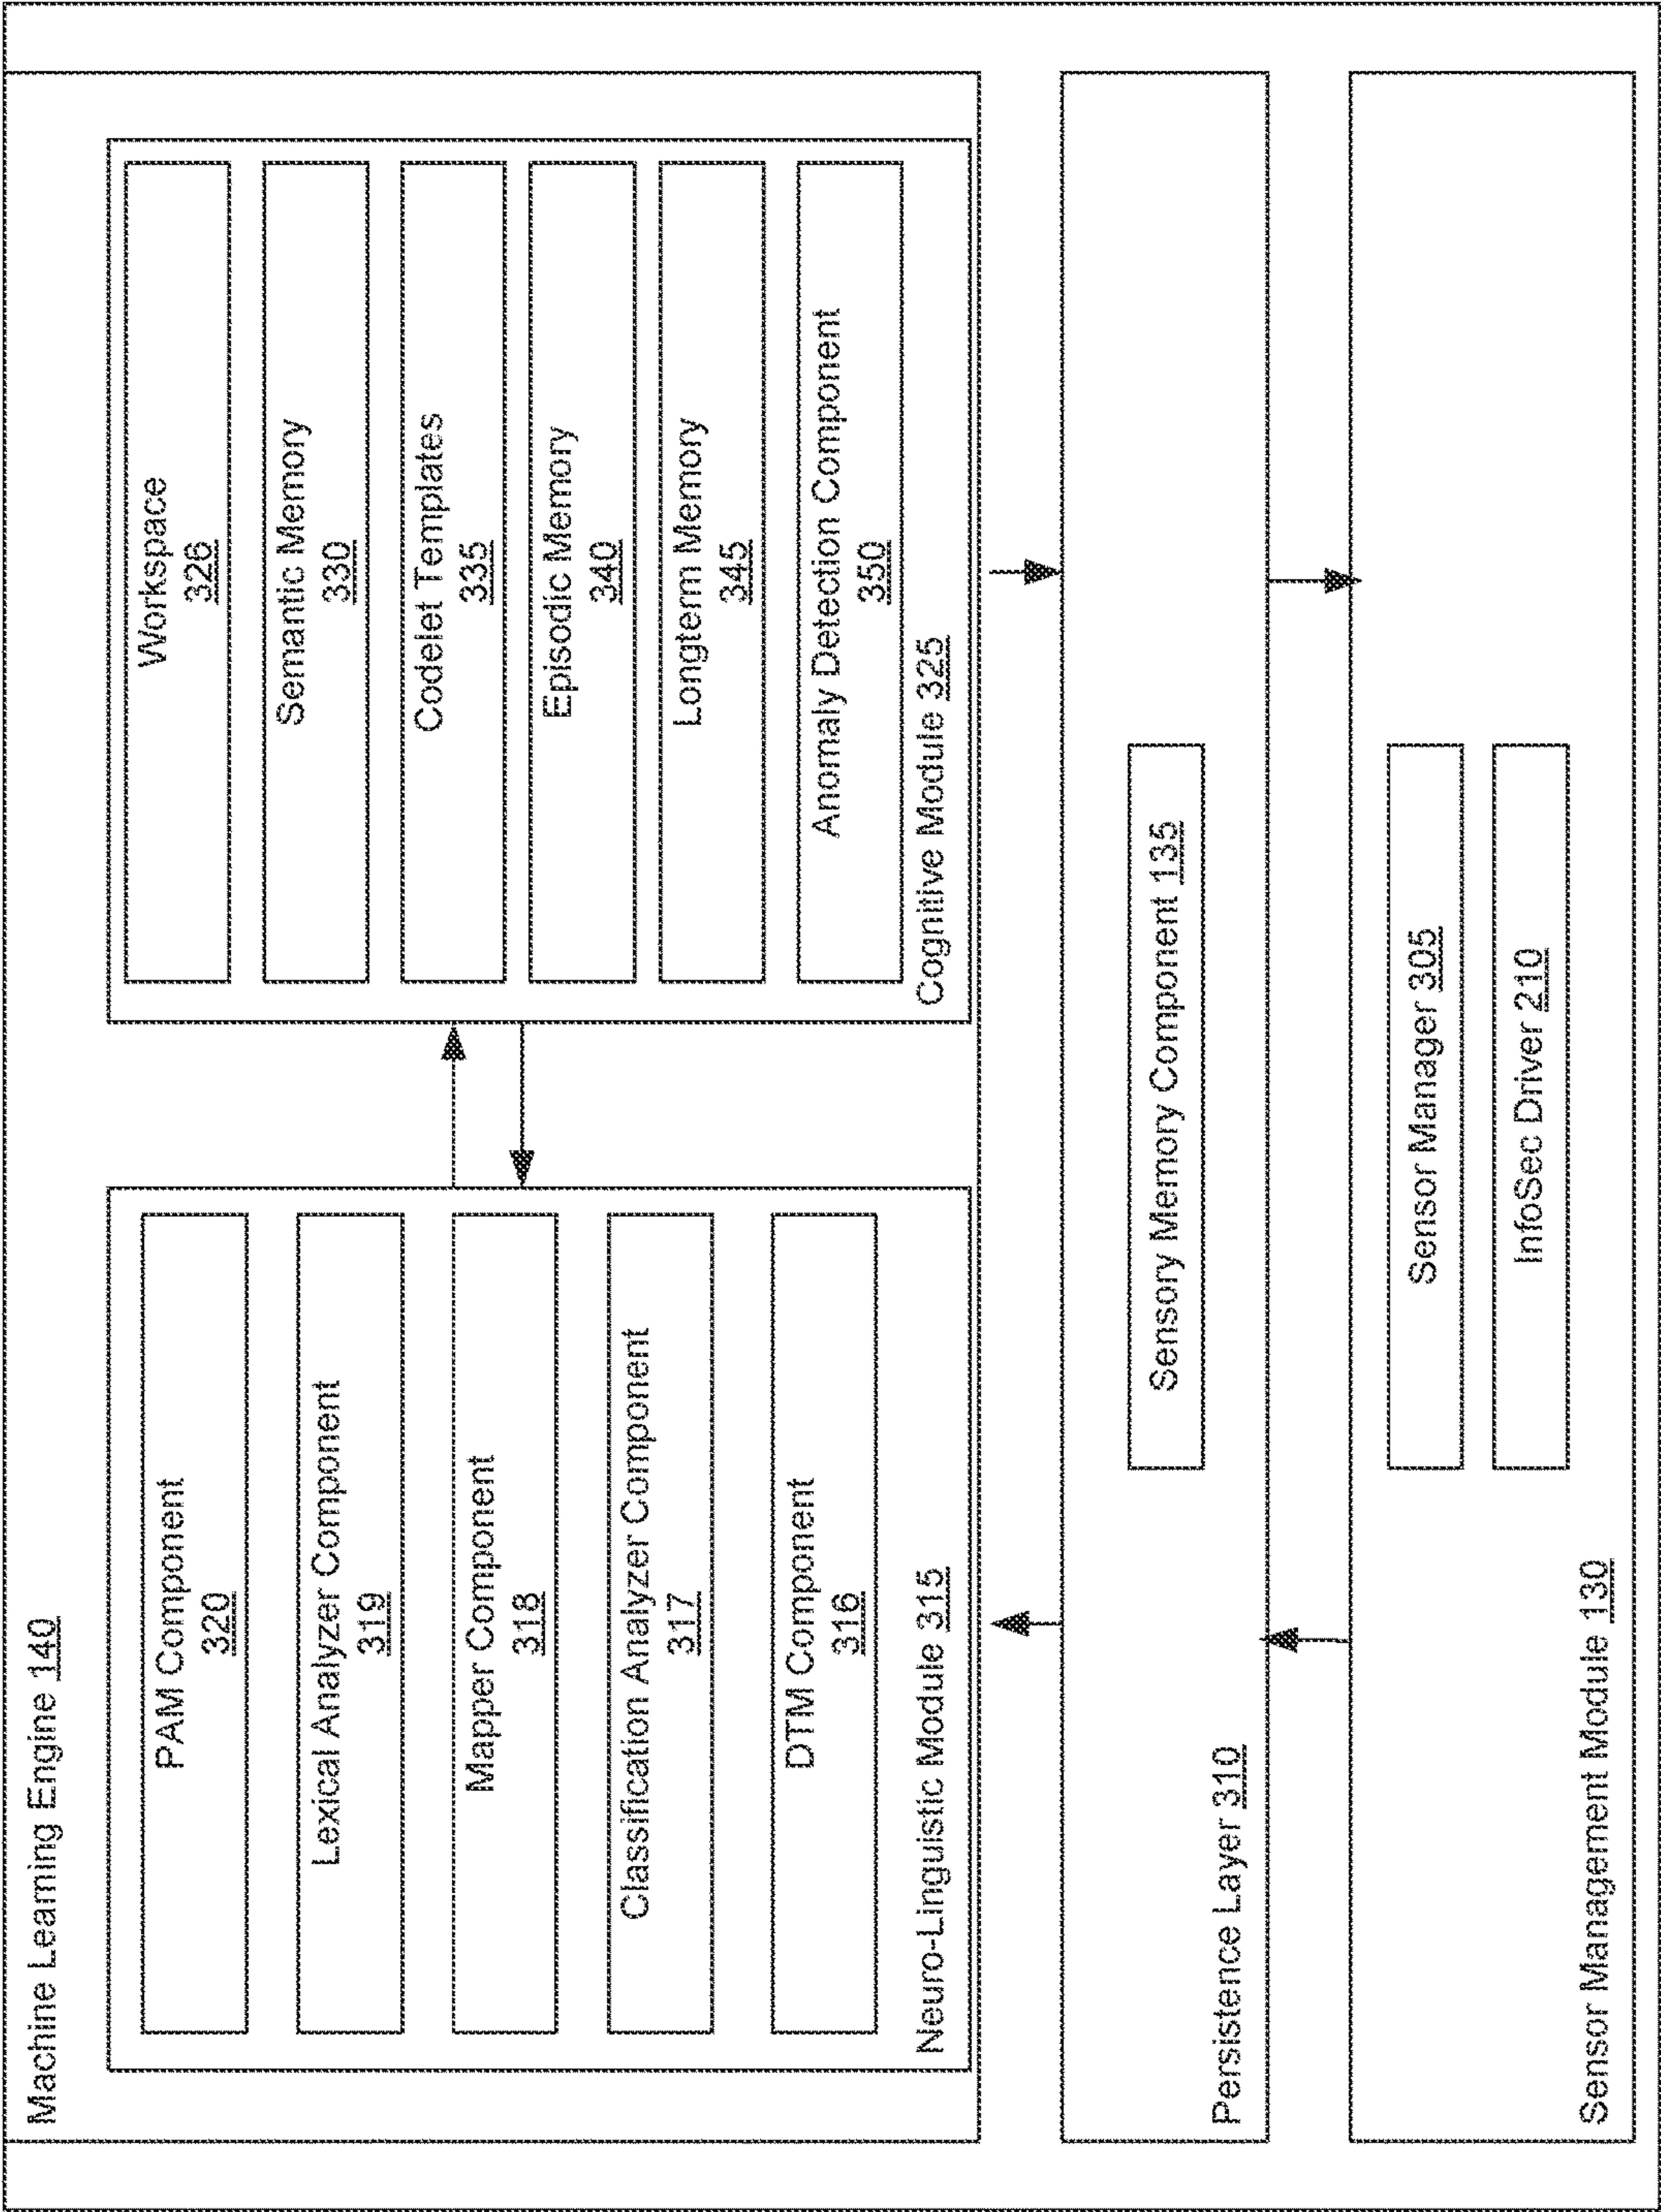 Machine Learning Engine 140
PAM Component
320
Lexical Analyzer Component
319
Mapper Component
318
Classification Analyzer Component
317
DTM Component
316
Neuro-Linguistic Module 315
Workspace
326
Semantic Memory
330
Codelet Templates
335
Episodic Memory
340
Longterm Memory
345
Anomaly Detection Component
350
Cognitive Module 325
Sensory Memory Component 135
Persistence Layer 310
Sensor Manager 305
InfoSec Driver 210
Sensor Management Module 130